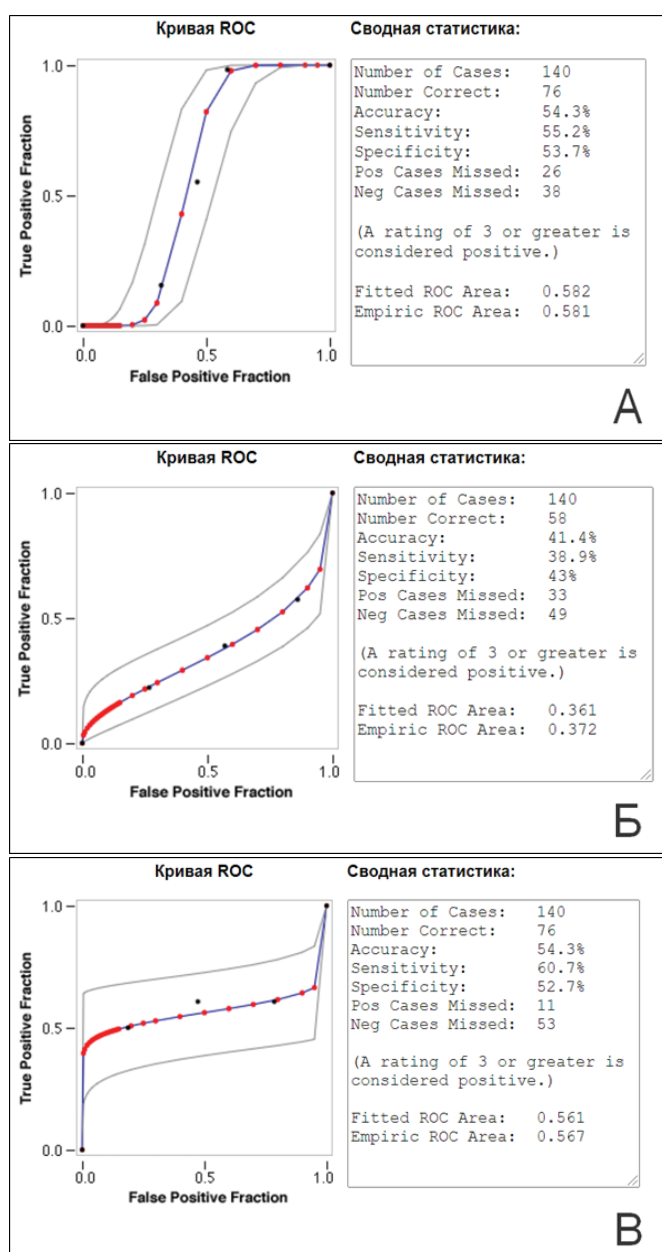 Кривая ROC
Сводная статистика:
True Positive Fraction
1.0
0.5
0.0
0.0 0.5 1.0
False Positive Fraction
Number of Cases: 140
Number Correct: 76
Accuracy: 54.3%
Sensitivity: 55.2%
Specificity: 53.7%
Pos Cases Missed: 26
Neg Cases Missed: 38
(A rating of 3 or greater is
considered positive.)
Fitted ROC Area: 0.582
Empiric ROC Area: 0.581
А
Кривая ROC
Сводная статистика:
True Positive Fraction
1.0
0.5
0.0
0.0 0.5 1.0
False Positive Fraction
Number of Cases: 140
Number Correct: 58
Accuracy: 41.4%
Sensitivity: 38.9%
Specificity: 43%
Pos Cases Missed: 33
Neg Cases Missed: 49
(A rating of 3 or greater is
considered positive.)
Fitted ROC Area: 0.361
Empiric ROC Area: 0.372
Б
Кривая ROC
Сводная статистика:
True Positive Fraction
1.0
0.5
0.0
0.0 0.5 1.0
False Positive Fraction
Number of Cases: 140
Number Correct: 76
Accuracy: 54.3%
Sensitivity: 60.7%
Specificity: 52.7%
Pos Cases Missed: 11
Neg Cases Missed: 53
(A rating of 3 or greater is
considered positive.)
Fitted ROC Area: 0.561
Empiric ROC Area: 0.567
В